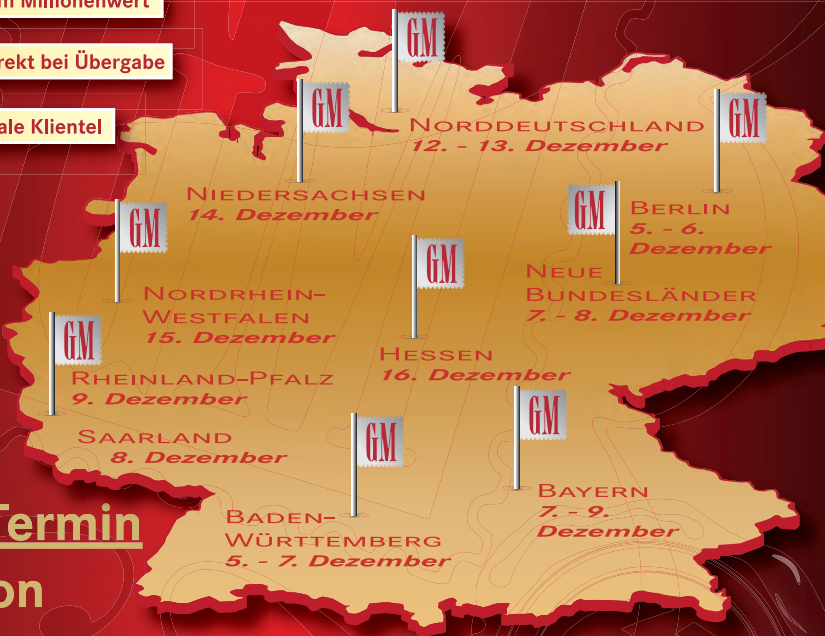 m Millionenwert
rekt bei Übergabe
ale Klientel
GM
GM
GM
NORDDEUTSCHLAND
12. - 13. Dezember
NIEDERSACHSEN
14. Dezember
GM
BERLIN
5. - 6.
Dezember
GM
NEUE
BUNDESLÄNDER
7. - 8. Dezember
GM
NORDRHEIN-
WESTFALEN
15. Dezember
GM
HESSEN
16. Dezember
GM
RHEINLAND-PFALZ
9. Dezember
SAARLAND
8. Dezember
GM
BADEN-
WÜRTTEMBERG
5. - 7. Dezember
GM
BAYERN
7. - 9.
Dezember
Termin
on